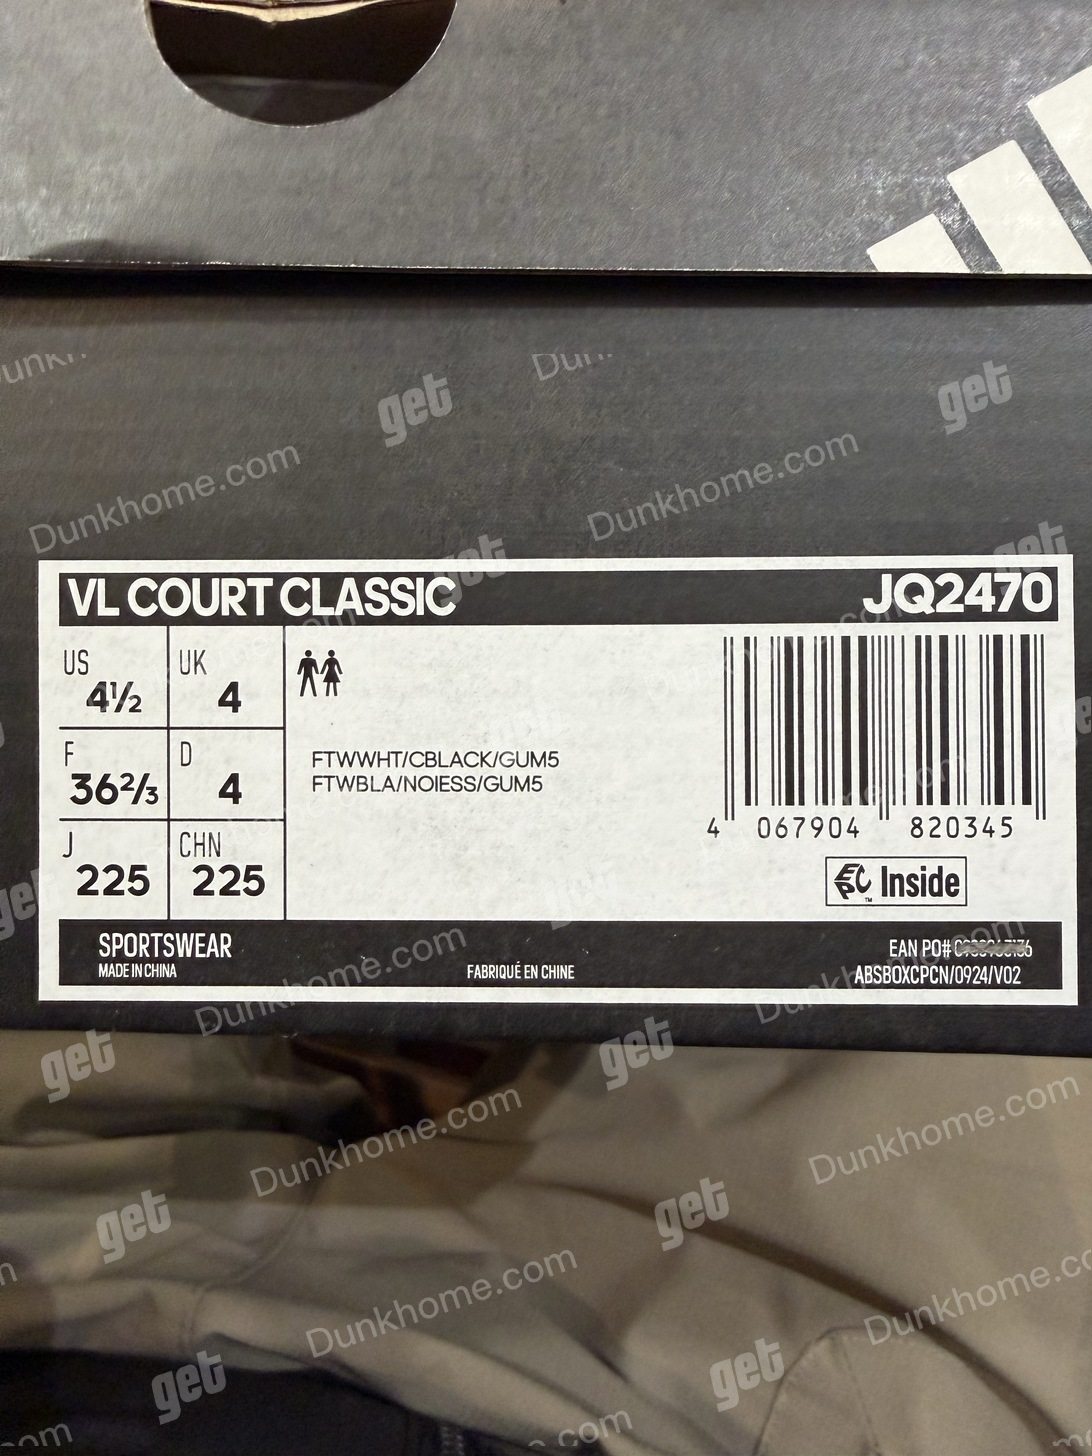 Dunkhome.com
get
VL COURT CLASSIC JQ2470
US 4½ UK 4
F 36⅔ D 4
J 225 CHN 225
FTWWHT/CBLACK/GUM5
FTWBLA/NOIESS/GUM5
4 067904 820345
EPC Inside
SPORTSWEAR
MADE IN CHINA
FABRIQUÉ EN CHINE
EAN PO#
ABSBOXCPCN/0924/V02